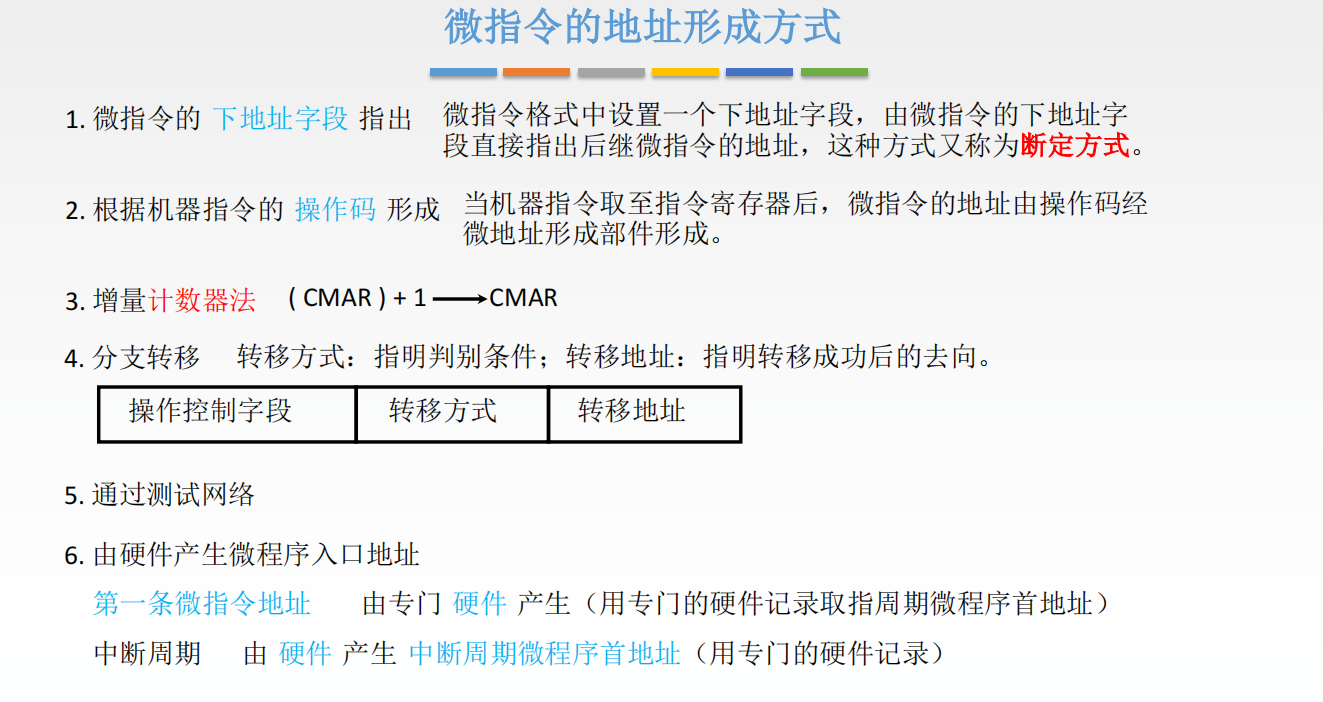 微指令的地址形成方式
1. 微指令的 下地址字段 指出
微指令格式中设置一个下地址字段，由微指令的下地址字
段直接指出后继微指令的地址，这种方式又称为断定方式。
2. 根据机器指令的 操作码 形成
当机器指令取至指令寄存器后，微指令的地址由操作码经
微地址形成部件形成。
3. 增量计数器法 ( CMAR ) + 1 → CMAR
4. 分支转移 转移方式：指明判别条件；转移地址：指明转移成功后的去向。
操作控制字段 转移方式 转移地址
5. 通过测试网络
6. 由硬件产生微程序入口地址
第一条微指令地址 由专门 硬件 产生（用专门的硬件记录取指周期微程序首地址）
中断周期 由 硬件 产生 中断周期微程序首地址（用专门的硬件记录）